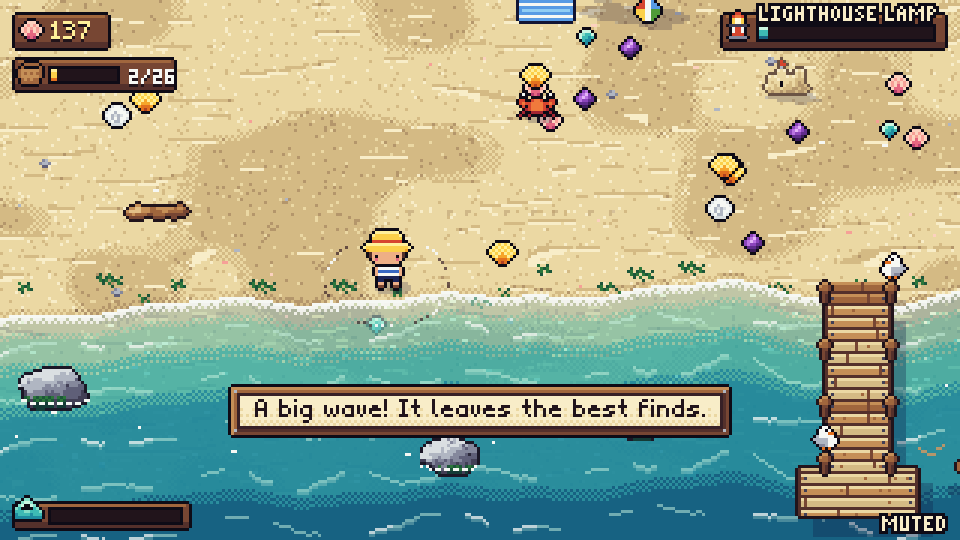 137
LIGHTHOUSE LAMP
2/26
A big wave! It leaves the best finds.
MUTED